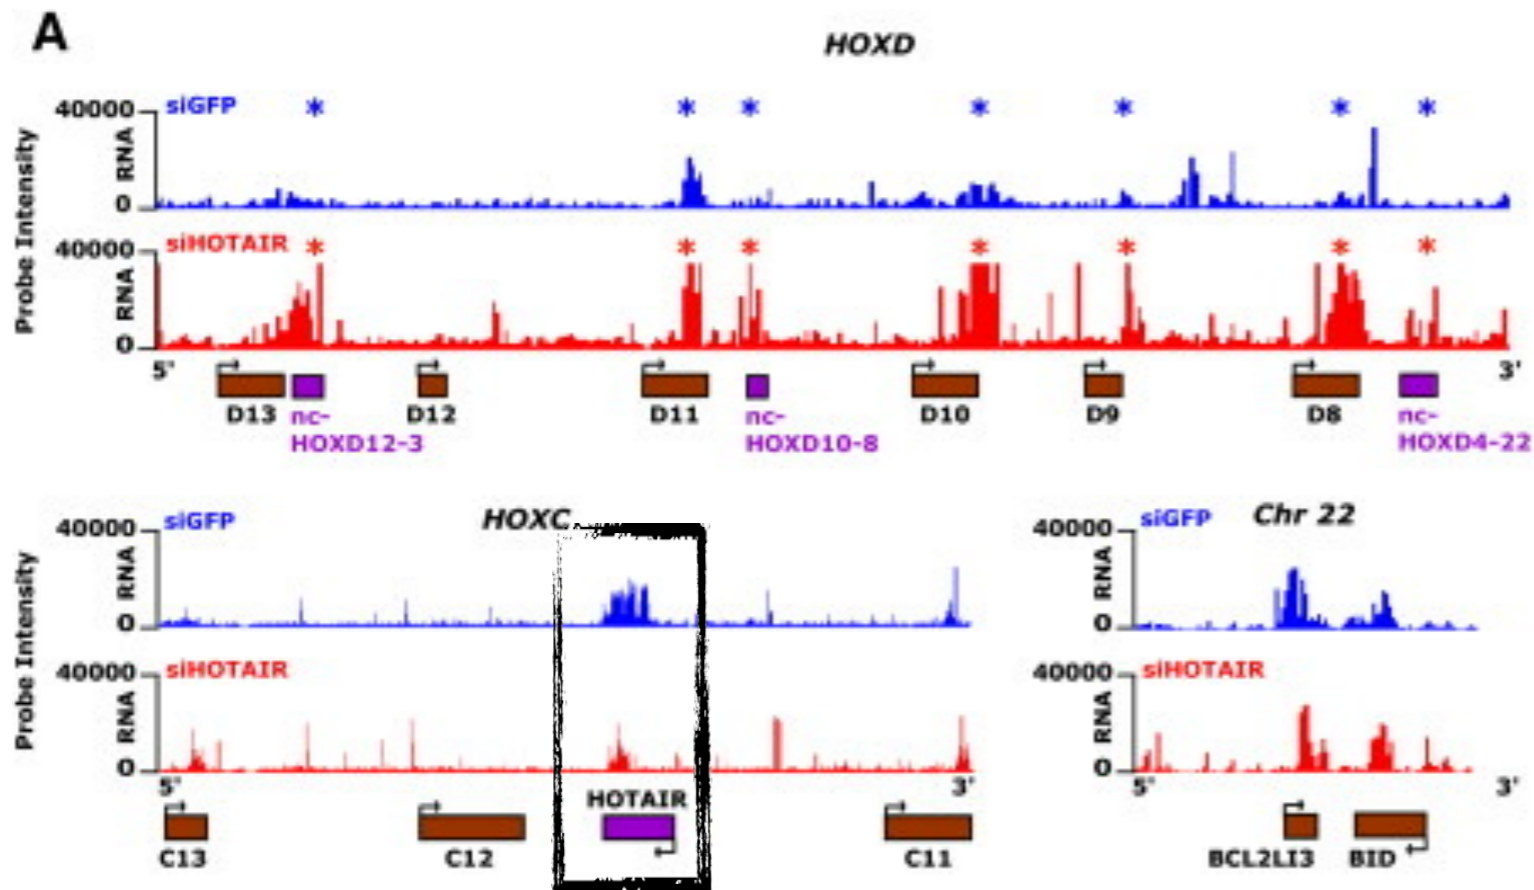 A
HOXD
40000 siGFP * * * * * * *
Probe Intensity
RNA
0
40000 siHOTAIR * * * * * * *
RNA
0
5' 3'
D13 nc-HOXD12-3 D12 D11 nc-HOXD10-8 D10 D9 D8 nc-HOXD4-22
HOXC
40000 siGFP
Probe Intensity
RNA
0
40000 siHOTAIR
RNA
0
5' 3'
HOTAIR
C13 C12 C11
Chr 22
40000 siGFP
RNA
0
40000 siHOTAIR
RNA
0
5' 3'
BCL2LI3 BID